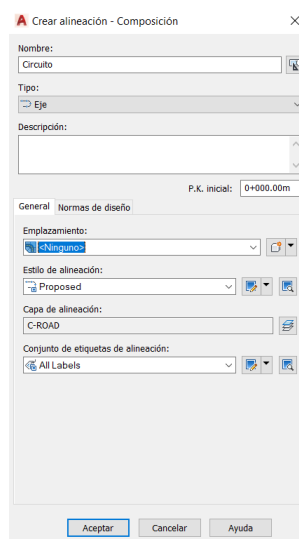 Crear alineación - Composición
Nombre:
Circuito
Tipo:
Eje
Descripción:
P.K. inicial: 0+000.00m
General Normas de diseño
Emplazamiento:
<Ninguno>
Estilo de alineación:
Proposed
Capa de alineación:
C-ROAD
Conjunto de etiquetas de alineación:
All Labels
Aceptar Cancelar Ayuda